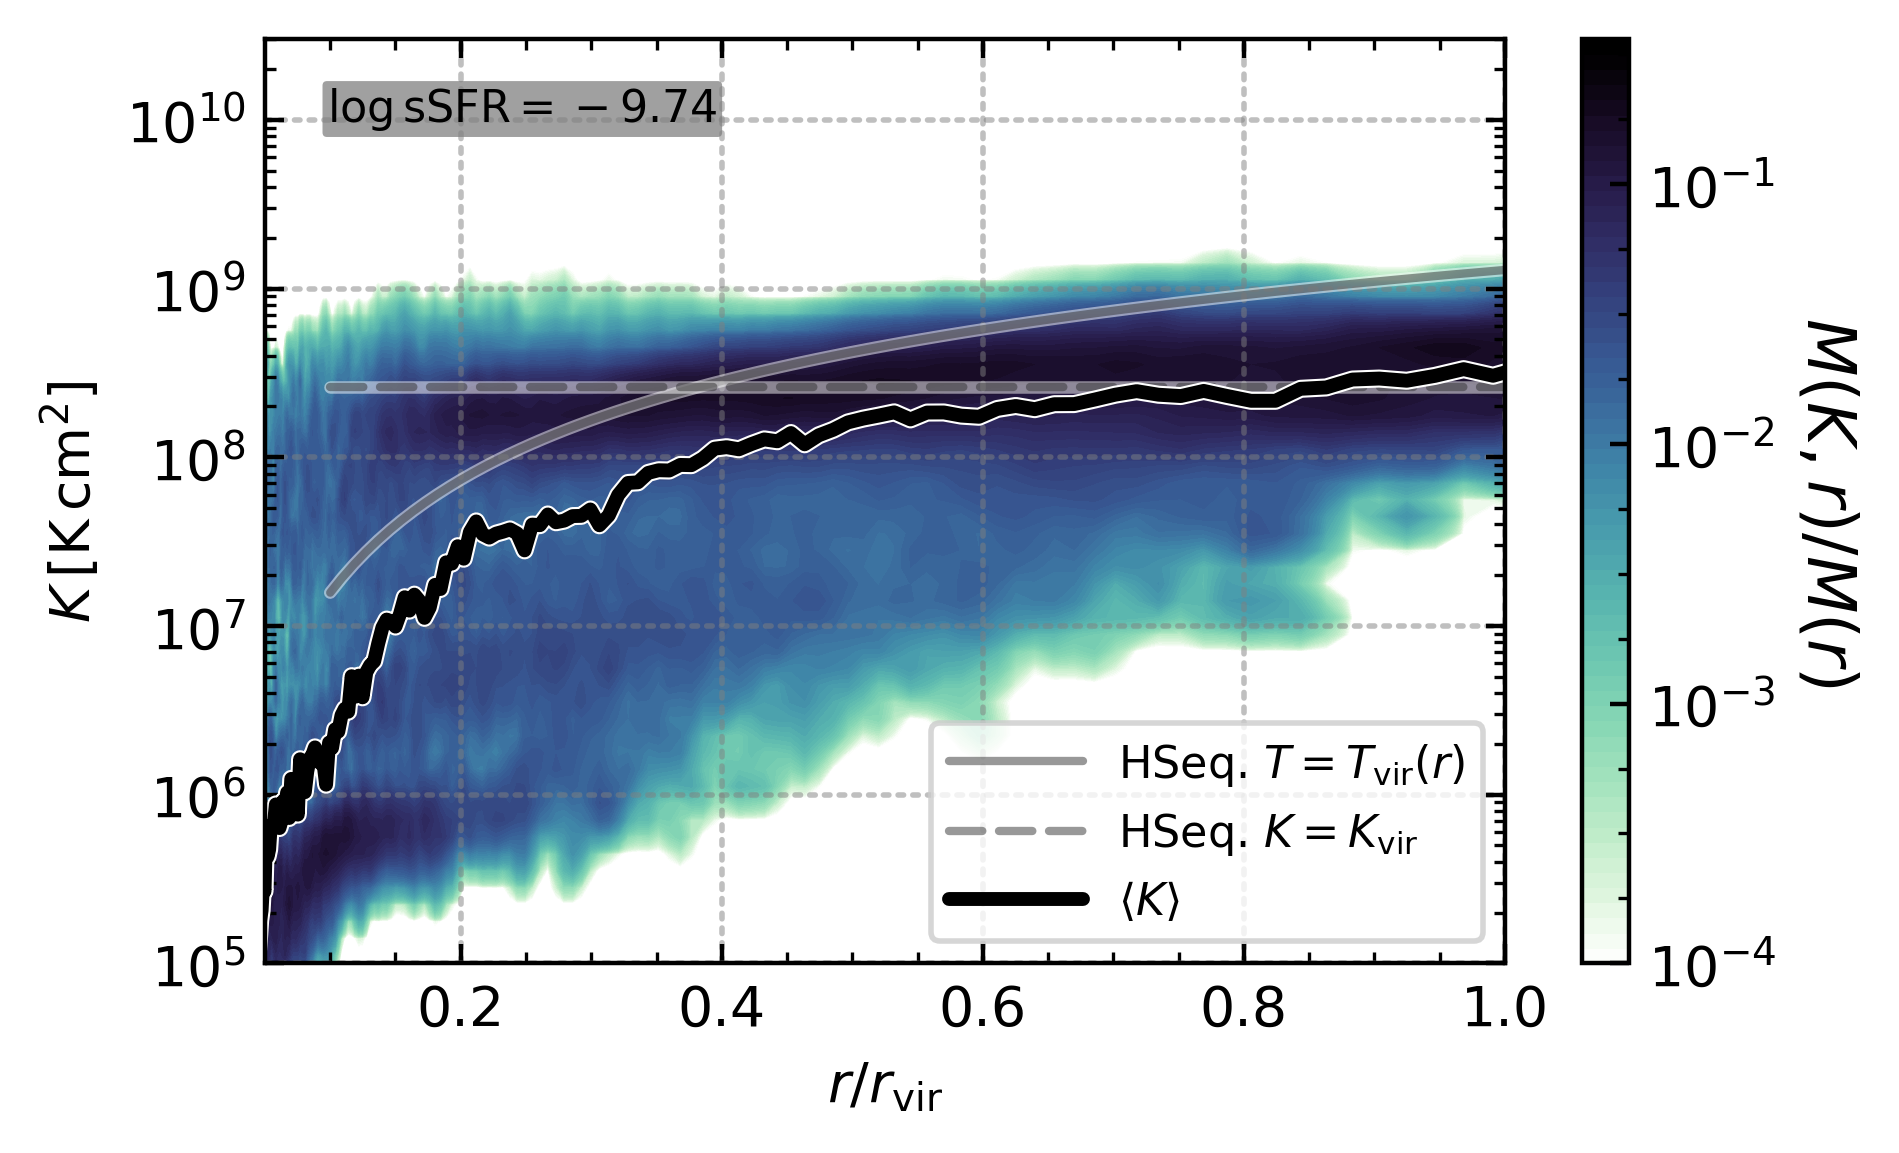 log sSFR = −9.74
10^10
10^9
10^8
10^7
10^6
10^5
K [K cm^2]
0.2 0.4 0.6 0.8 1.0
r/r_vir
HSeq. T = T_vir(r)
HSeq. K = K_vir
⟨K⟩
10^−1
10^−2
10^−3
10^−4
M(K, r)/M(r)